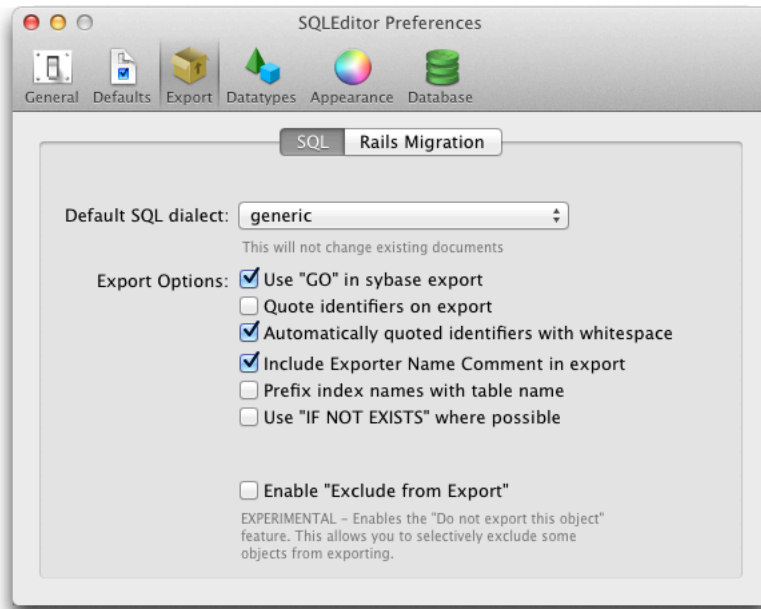 SQLEditor Preferences
General Defaults Export Datatypes Appearance Database
SQL Rails Migration
Default SQL dialect: generic
This will not change existing documents
Export Options: Use "GO" in sybase export
Quote identifiers on export
Automatically quoted identifiers with whitespace
Include Exporter Name Comment in export
Prefix index names with table name
Use "IF NOT EXISTS" where possible
Enable "Exclude from Export"
EXPERIMENTAL – Enables the "Do not export this object"
feature. This allows you to selectively exclude some
objects from exporting.